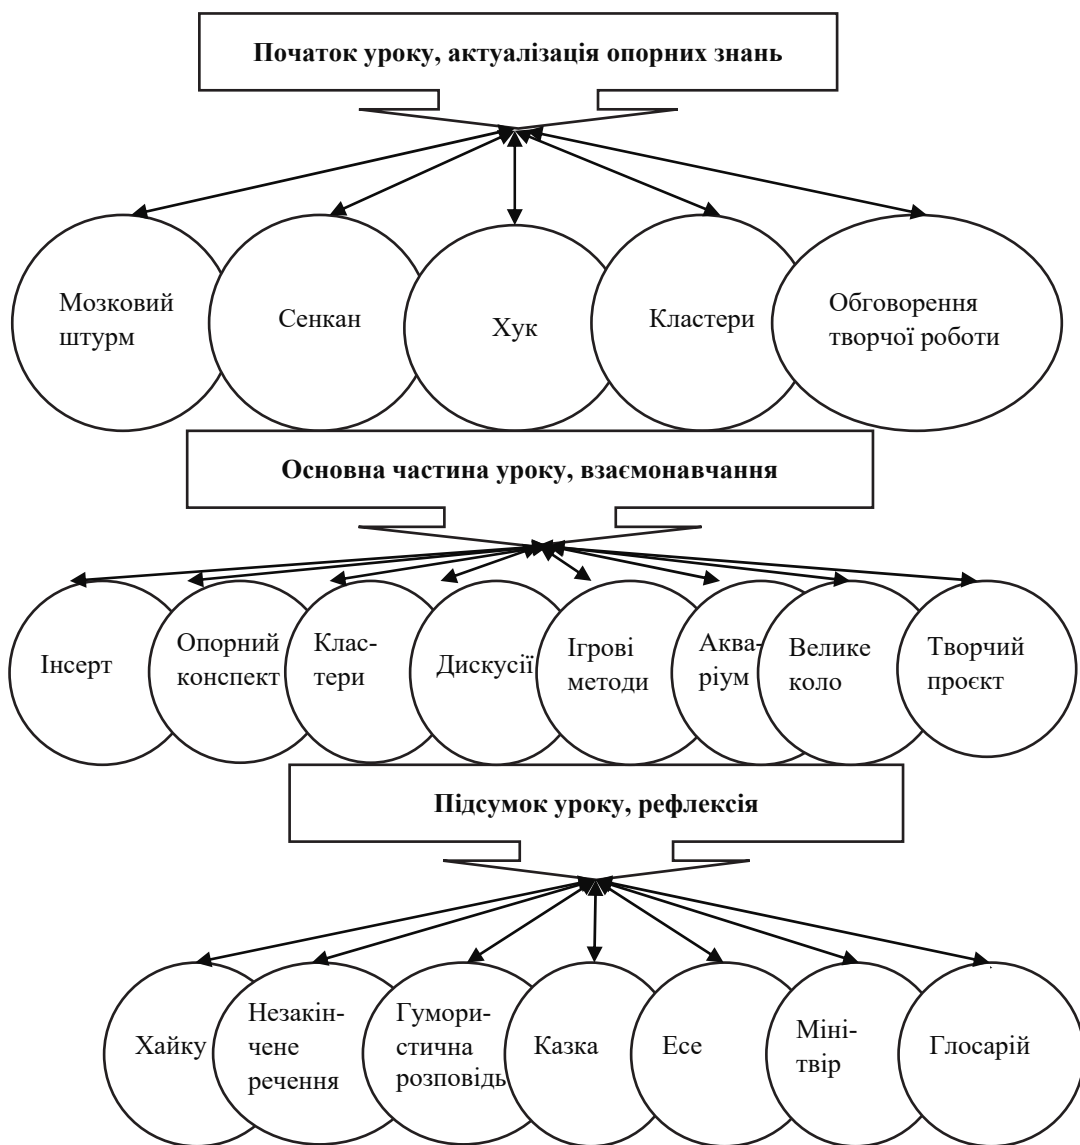 Початок уроку, актуалізація опорних знань
Мозковий
штурм
Сенкан
Хук
Кластери
Обговорення
творчої роботи
Основна частина уроку, взаємонавчання
Інсерт
Опорний
конспект
Клас-
тери
Дискусії
Ігрові
методи
Аква-
ріум
Велике
коло
Творчий
проєкт
Підсумок уроку, рефлексія
Хайку
Незакін-
чене
речення
Гумори-
стична
розповідь
Казка
Есе
Міні-
твір
Глосарій